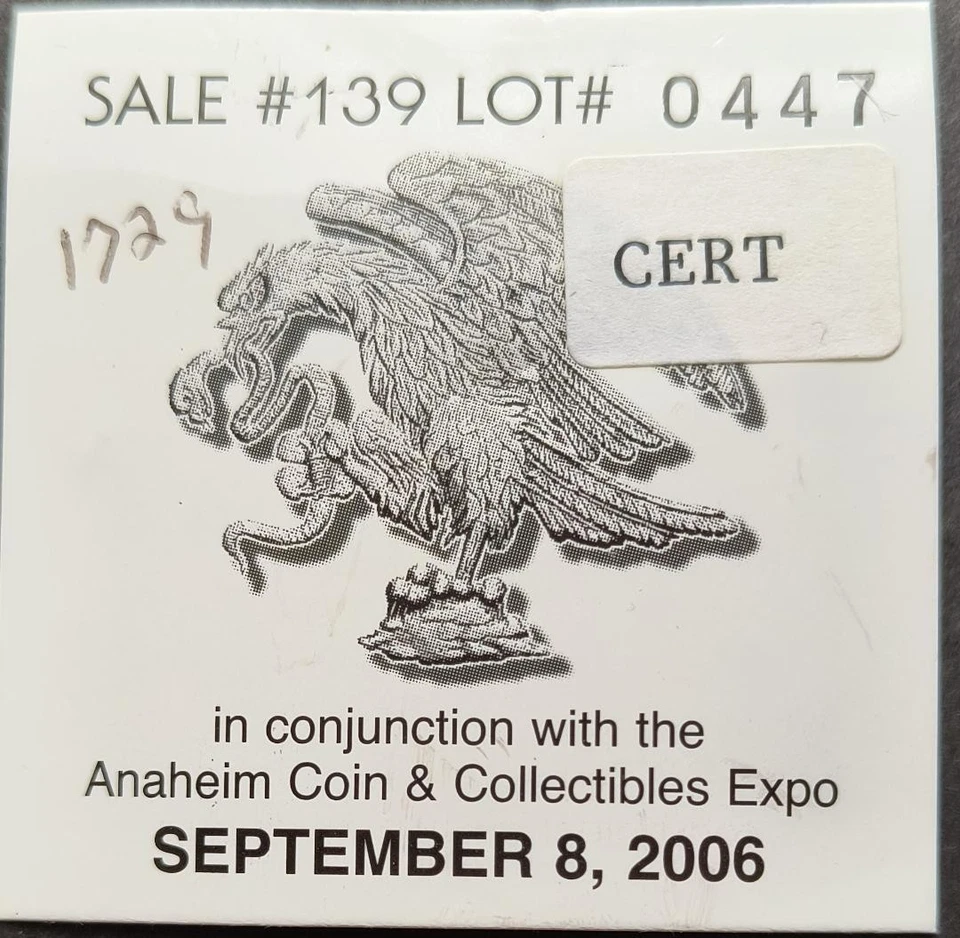 SALE #139 LOT# 0447
1729
CERT
in conjunction with the
Anaheim Coin & Collectibles Expo
SEPTEMBER 8, 2006